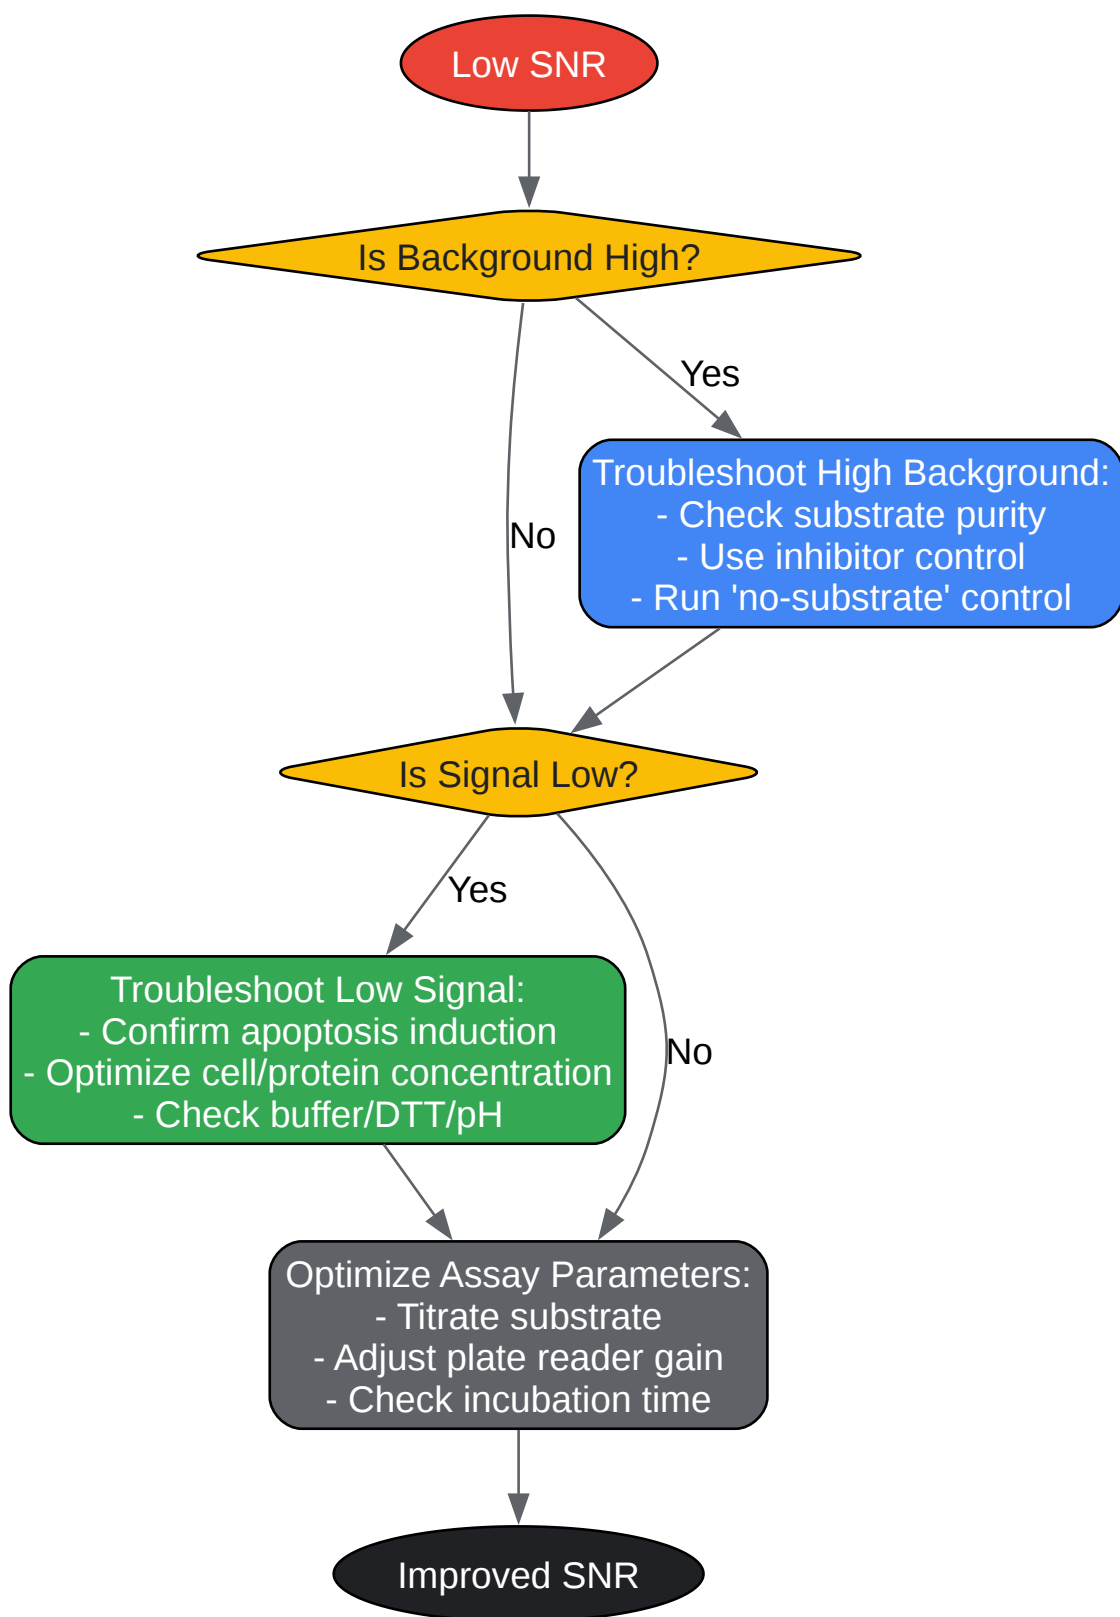 Low SNR
Is Background High?
Yes
Troubleshoot High Background:
- Check substrate purity
- Use inhibitor control
- Run 'no-substrate' control
No
Is Signal Low?
Yes
Troubleshoot Low Signal:
- Confirm apoptosis induction
- Optimize cell/protein concentration
- Check buffer/DTT/pH
No
Optimize Assay Parameters:
- Titrate substrate
- Adjust plate reader gain
- Check incubation time
Improved SNR